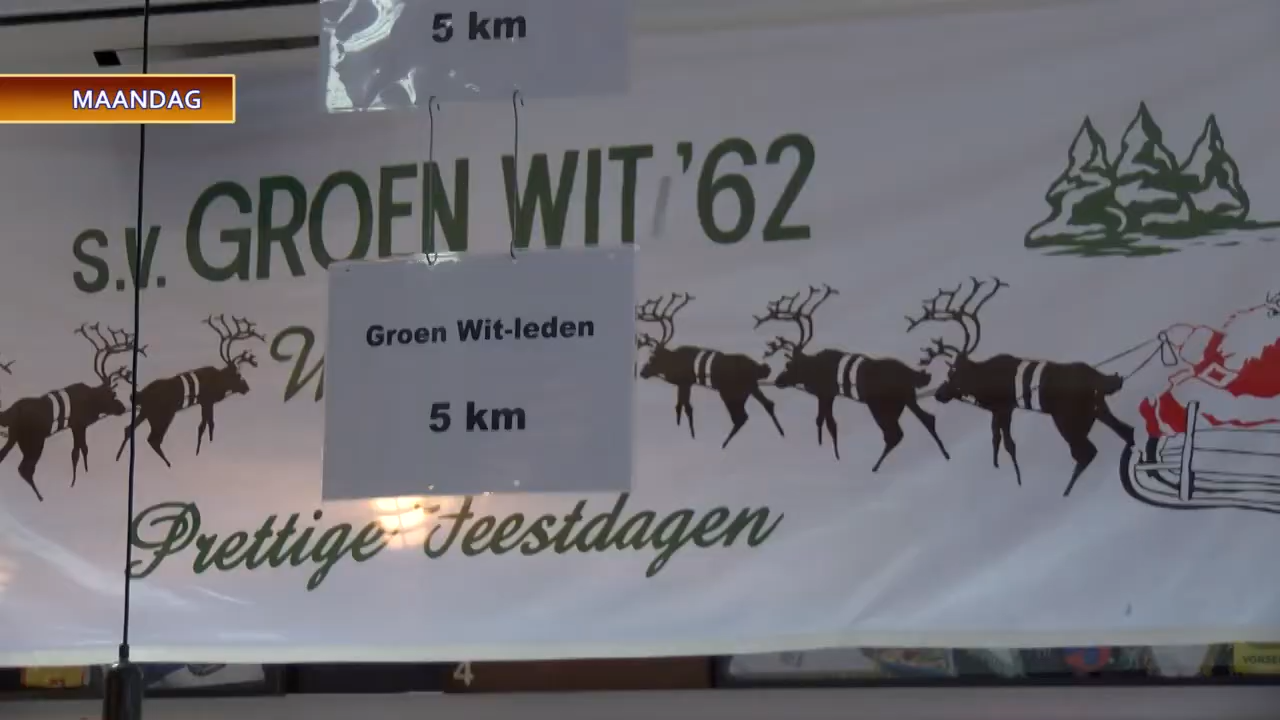 5 km
MAANDAG
S.V. GROEN WIT '62
Groen Wit-leden
5 km
Prettige Feestdagen
4